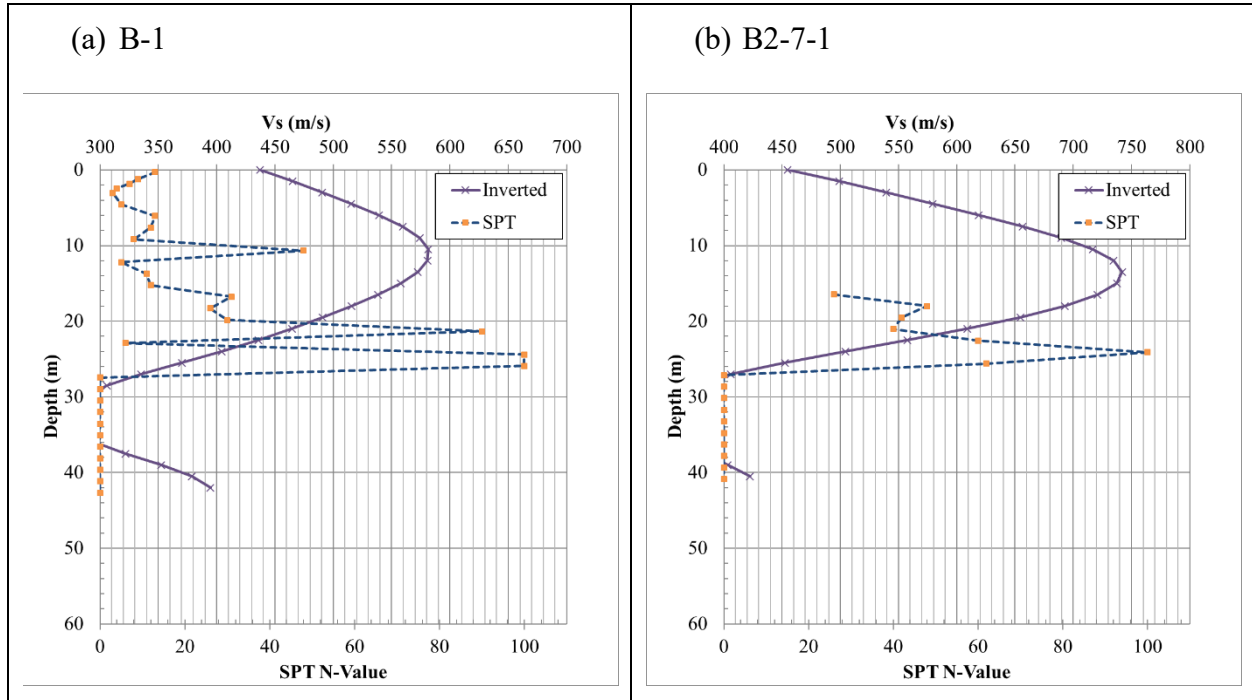 (a) B-1
Vs (m/s)
300 350 400 450 500 550 600 650 700
0
10
20
30
40
50
60
Depth (m)
Inverted
SPT
0 20 40 60 80 100
SPT N-Value
(b) B2-7-1
Vs (m/s)
400 450 500 550 600 650 700 750 800
0
10
20
30
40
50
60
Depth (m)
Inverted
SPT
0 20 40 60 80 100
SPT N-Value